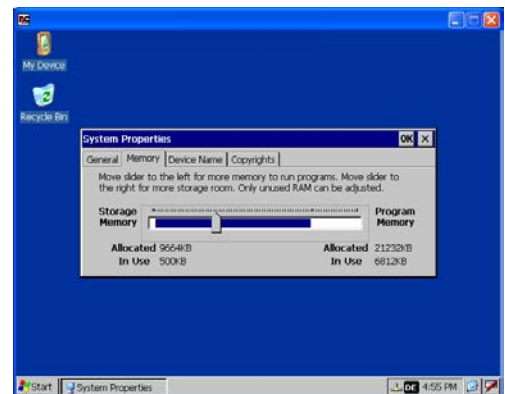 My Device
Recycle Bin
System Properties OK
General Memory Device Name Copyrights
Move slider to the left for more memory to run programs. Move slider to
the right for more storage room. Only unused RAM can be adjusted.
Storage Memory
Program Memory
Allocated 9664KB Allocated 21232KB
In Use 500KB In Use 6812KB
Start System Properties 4:55 PM